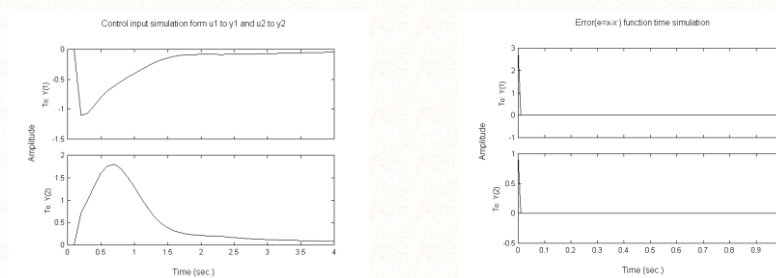 Control input simulation form u1 to y1 and u2 to y2
To: Y(1)
0
-0.5
-1
-1.5
Amplitude
To: Y(2)
2
1.5
1
0.5
0
0 0.5 1 1.5 2 2.5 3 3.5 4
Time (sec.)
Error(e=x-x') function time simulation
To: Y(1)
3
2
1
0
-1
Amplitude
To: Y(2)
1
0.5
0
-0.5
0 0.1 0.2 0.3 0.4 0.5 0.6 0.7 0.8 0.9
Time (sec.)